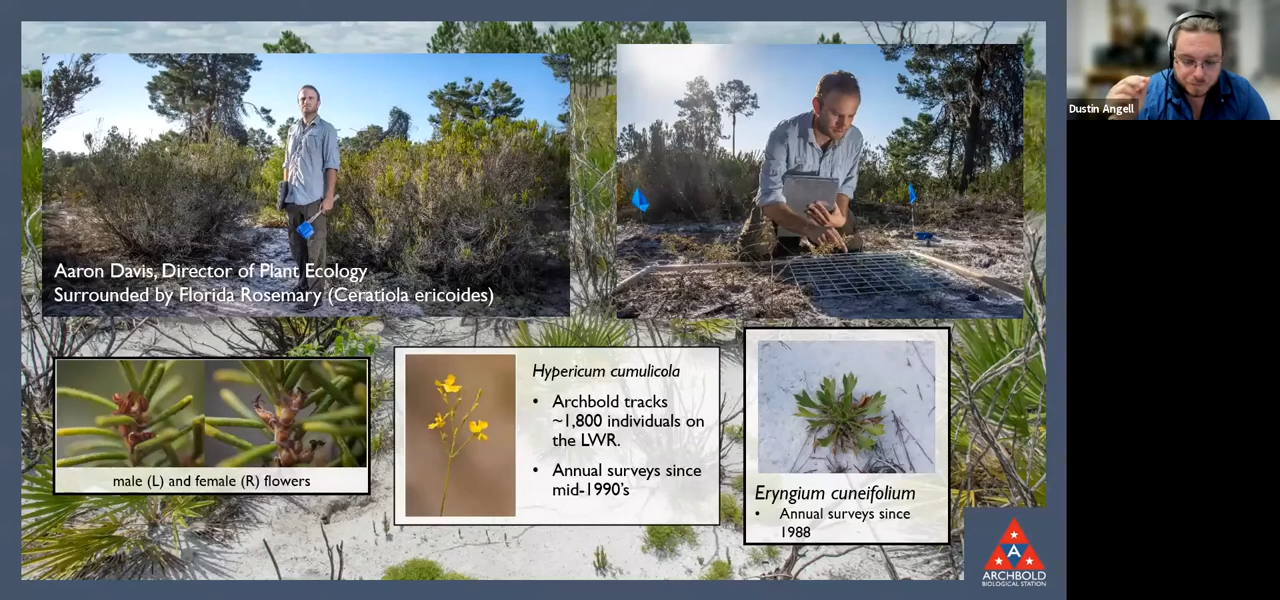 Aaron Davis, Director of Plant Ecology
Surrounded by Florida Rosemary (Ceratiola ericoides)
male (L) and female (R) flowers
Hypericum cumulicola
• Archbold tracks
~1,800 individuals on
the LWR.
• Annual surveys since
mid-1990's
Eryngium cuneifolium
• Annual surveys since
1988
A
ARCHBOLD
BIOLOGICAL STATION
Dustin Angell